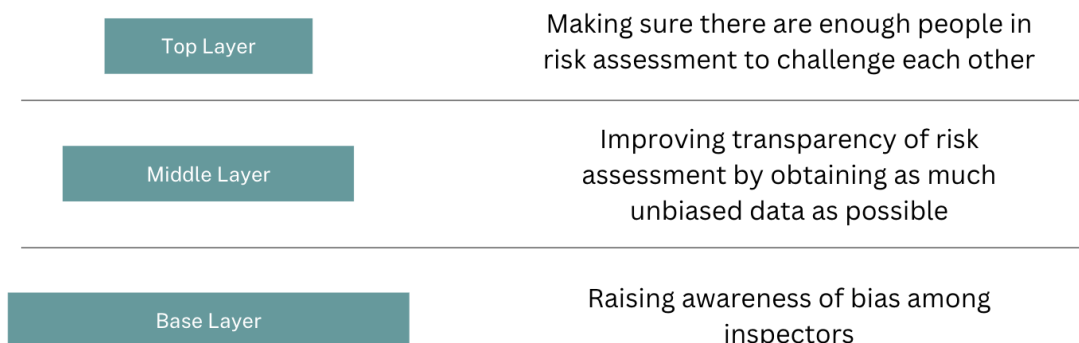 Top Layer
Making sure there are enough people in
risk assessment to challenge each other
Middle Layer
Improving transparency of risk
assessment by obtaining as much
unbiased data as possible
Base Layer
Raising awareness of bias among
inspectors